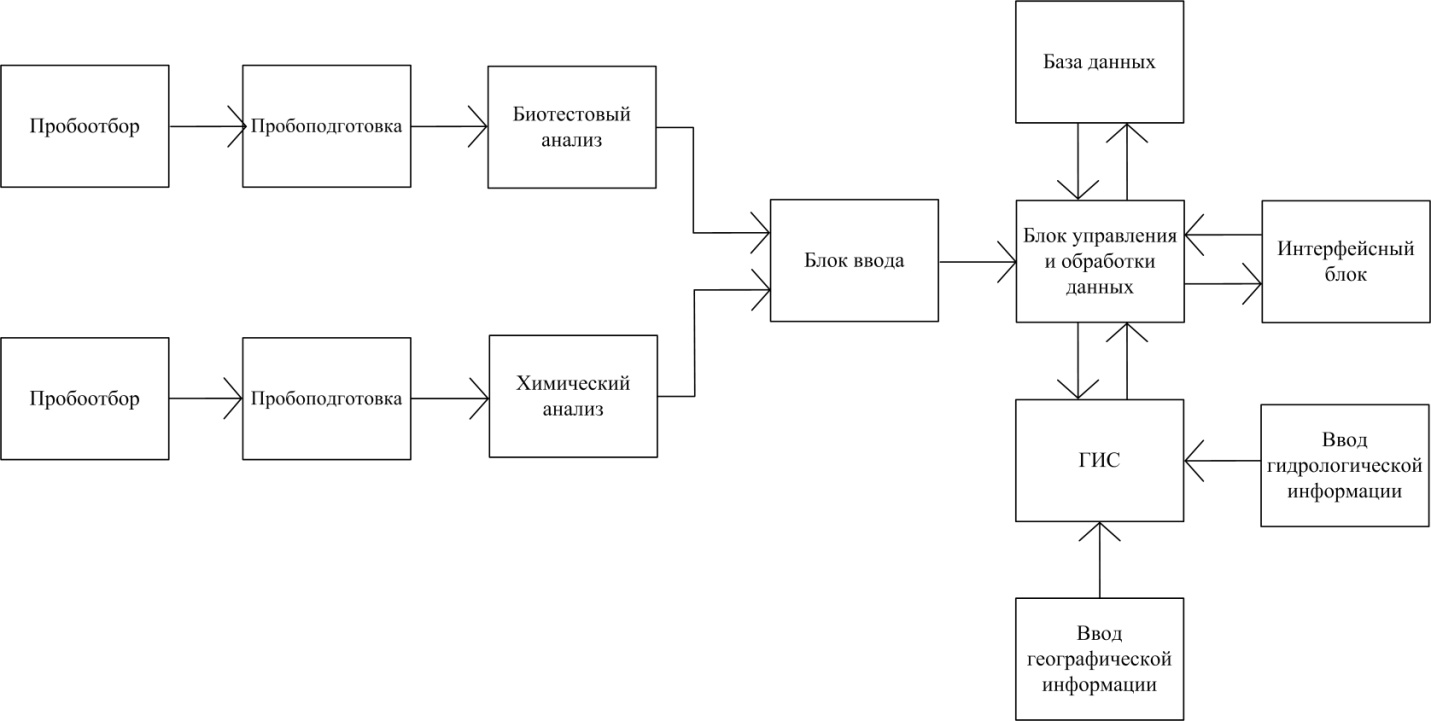 База данных
Пробоотбор
Пробоподготовка
Биотестовый
анализ
Блок ввода
Блок управления
и обработки
данных
Интерфейсный
блок
Пробоотбор
Пробоподготовка
Химический
анализ
ГИС
Ввод
гидрологической
информации
Ввод
географической
информации